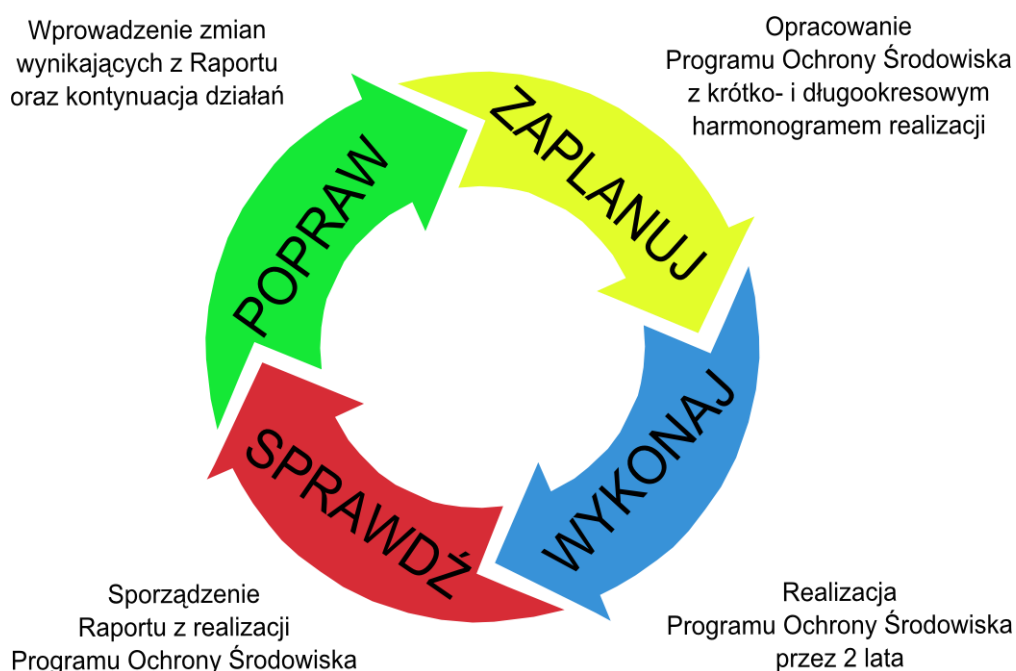 Wprowadzenie zmian
wynikających z Raportu
oraz kontynuacja działań
Opracowanie
Programu Ochrony Środowiska
z krótko- i długookresowym
harmonogramem realizacji
POPRAW
ZAPLANUJ
SPRAWDŹ
WYKONAJ
Sporządzenie
Raportu z realizacji
Programu Ochrony Środowiska
Realizacja
Programu Ochrony Środowiska
przez 2 lata